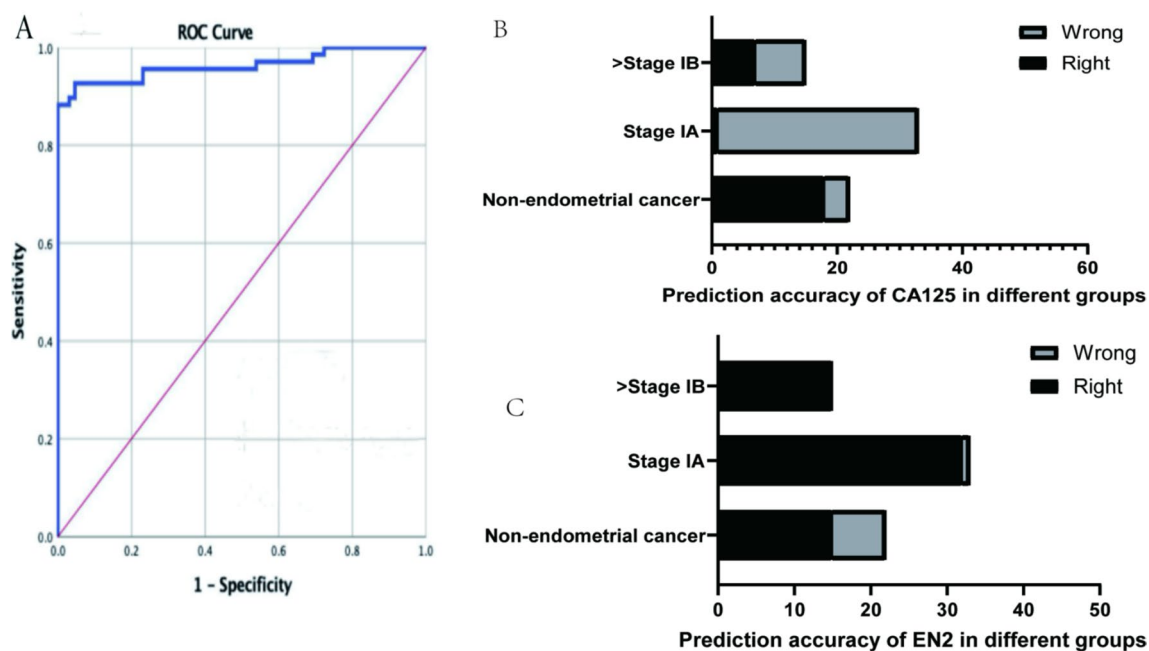 A
ROC Curve
1.0
0.8
0.6
0.4
0.2
0.0
0.0 0.2 0.4 0.6 0.8 1.0
Sensitivity
1 - Specificity
B
Wrong
Right
>Stage IB
Stage IA
Non-endometrial cancer
0 20 40 60
Prediction accuracy of CA125 in different groups
C
Wrong
Right
>Stage IB
Stage IA
Non-endometrial cancer
0 10 20 30 40 50
Prediction accuracy of EN2 in different groups